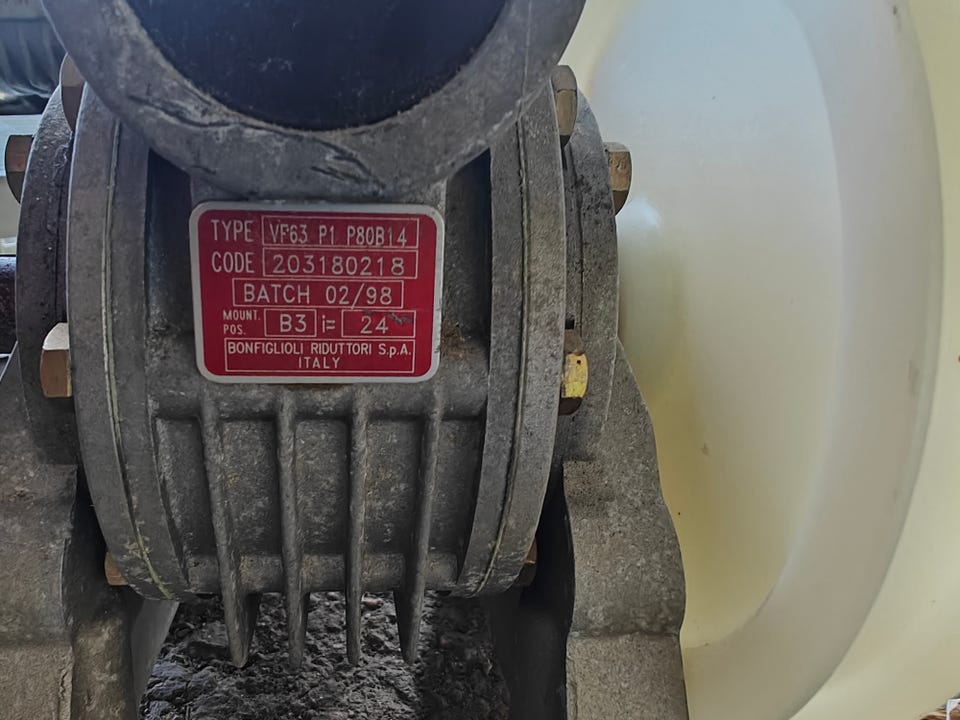 TYPE VF63 P1 P80B14
CODE 203180218
BATCH 02/98
MOUNT. POS. B3 i= 24
BONFIGLIOLI RIDUTTORI S.p.A.
ITALY